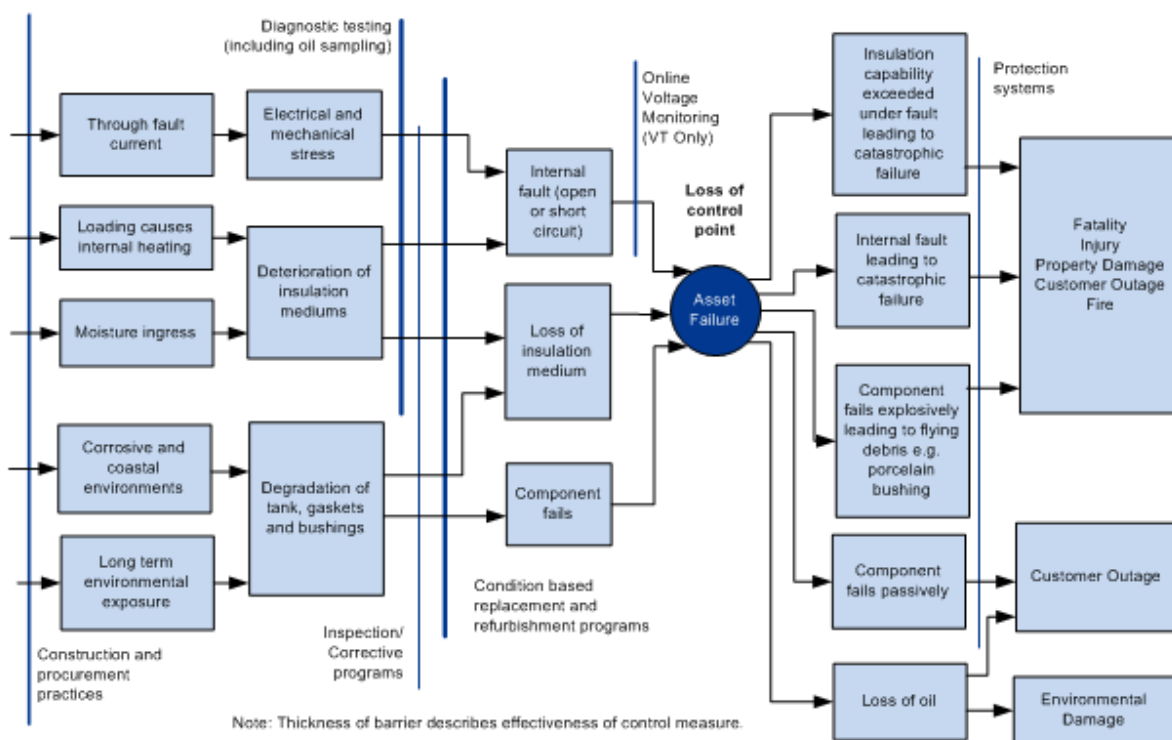 Diagnostic testing
(including oil sampling)
Through fault
current
Electrical and
mechanical
stress
Loading causes
internal heating
Deterioration of
insulation
mediums
Moisture ingress
Corrosive and
coastal
environments
Degradation of
tank, gaskets
and bushings
Long term
environmental
exposure
Construction and
procurement
practices
Inspection/
Corrective
programs
Internal
fault (open
or short
circuit)
Loss of
insulation
medium
Component
fails
Condition based
replacement and
refurbishment programs
Online
Voltage
Monitoring
(VT Only)
Loss of
control
point
Asset
Failure
Insulation
capability
exceeded
under fault
leading to
catastrophic
failure
Internal fault
leading to
catastrophic
failure
Component
fails explosively
leading to flying
debris e.g.
porcelain
bushing
Component
fails passively
Loss of oil
Protection
systems
Fatality
Injury
Property Damage
Customer Outage
Fire
Customer Outage
Environmental
Damage
Note: Thickness of barrier describes effectiveness of control measure.